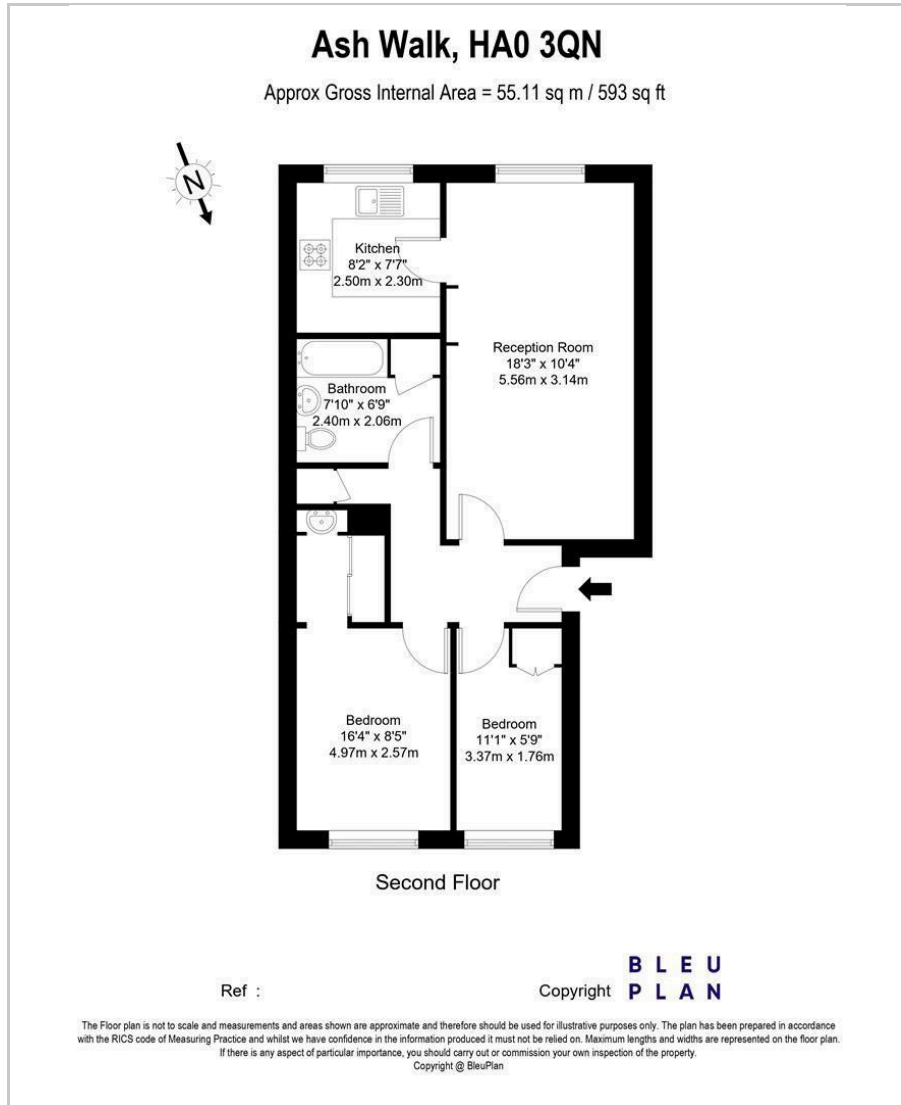 Ash Walk, HA0 3QN
Approx Gross Internal Area = 55.11 sq m / 593 sq ft
N
Kitchen
8'2" x 7'7"
2.50m x 2.30m
Reception Room
18'3" x 10'4"
5.56m x 3.14m
Bathroom
7'10" x 6'9"
2.40m x 2.06m
Bedroom
16'4" x 8'5"
4.97m x 2.57m
Bedroom
11'1" x 5'9"
3.37m x 1.76m
Second Floor
Ref :
Copyright
BLEU
PLAN
The Floor plan is not to scale and measurements and areas shown are approximate and therefore should be used for illustrative purposes only. The plan has been prepared in accordance
with the RICS code of Measuring Practice and whilst we have confidence in the information produced it must not be relied on. Maximum lengths and widths are represented on the floor plan.
If there is any aspect of particular importance, you should carry out or commission your own inspection of the property.
Copyright @ BleuPlan